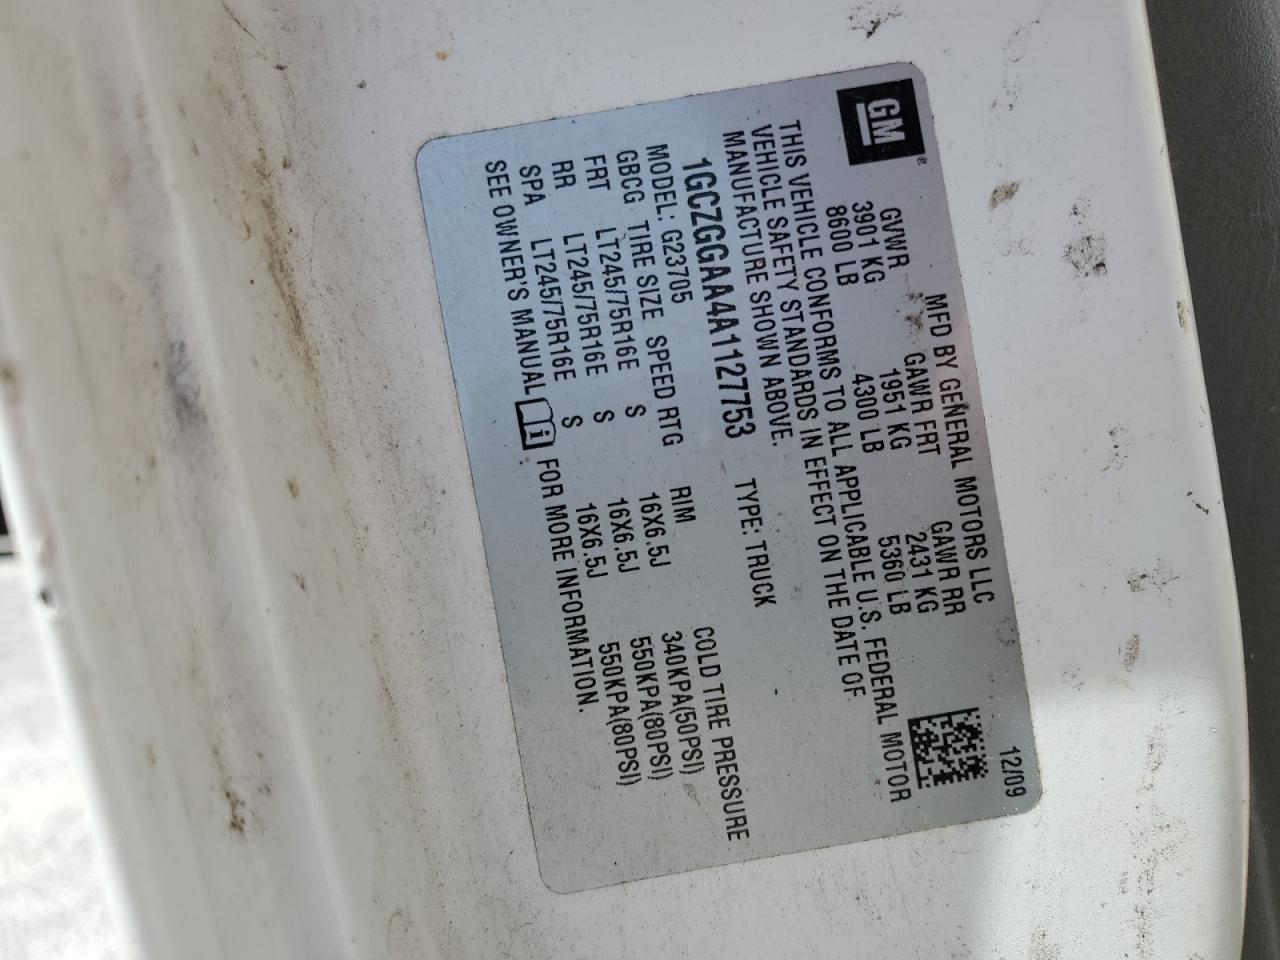 GM®
MFD BY GENERAL MOTORS LLC 12/09
GVWR GAWR FRT GAWR RR
3901 KG 1951 KG 2431 KG
8600 LB 4300 LB 5360 LB
THIS VEHICLE CONFORMS TO ALL APPLICABLE U.S. FEDERAL MOTOR
VEHICLE SAFETY STANDARDS IN EFFECT ON THE DATE OF
MANUFACTURE SHOWN ABOVE.
1GCZGGAA4A1127753 TYPE: TRUCK
MODEL: G23705
GBCG TIRE SIZE SPEED RTG RIM COLD TIRE PRESSURE
FRT LT245/75R16E S 16X6.5J 340KPA(50PSI)
RR LT245/75R16E S 16X6.5J 550KPA(80PSI)
SPA LT245/75R16E S 16X6.5J 550KPA(80PSI)
SEE OWNER'S MANUAL i FOR MORE INFORMATION.